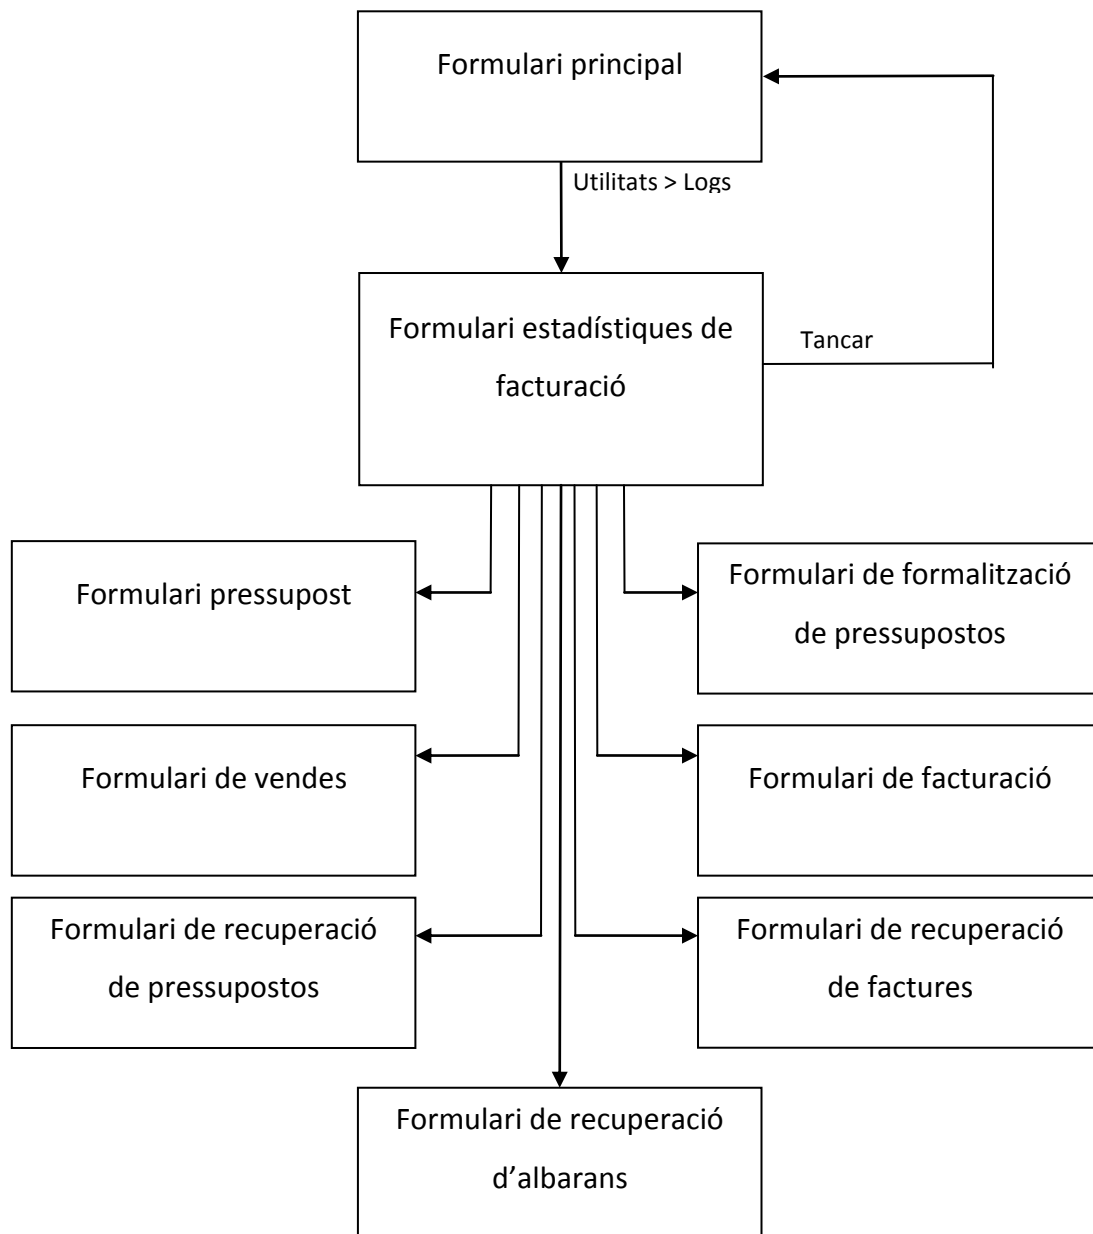 Formulari principal
Utilitats > Logs
Formulari estadístiques de
facturació
Tancar
Formulari pressupost
Formulari de formalització
de pressupostos
Formulari de vendes
Formulari de facturació
Formulari de recuperació
de pressupostos
Formulari de recuperació
de factures
Formulari de recuperació
d’albarans